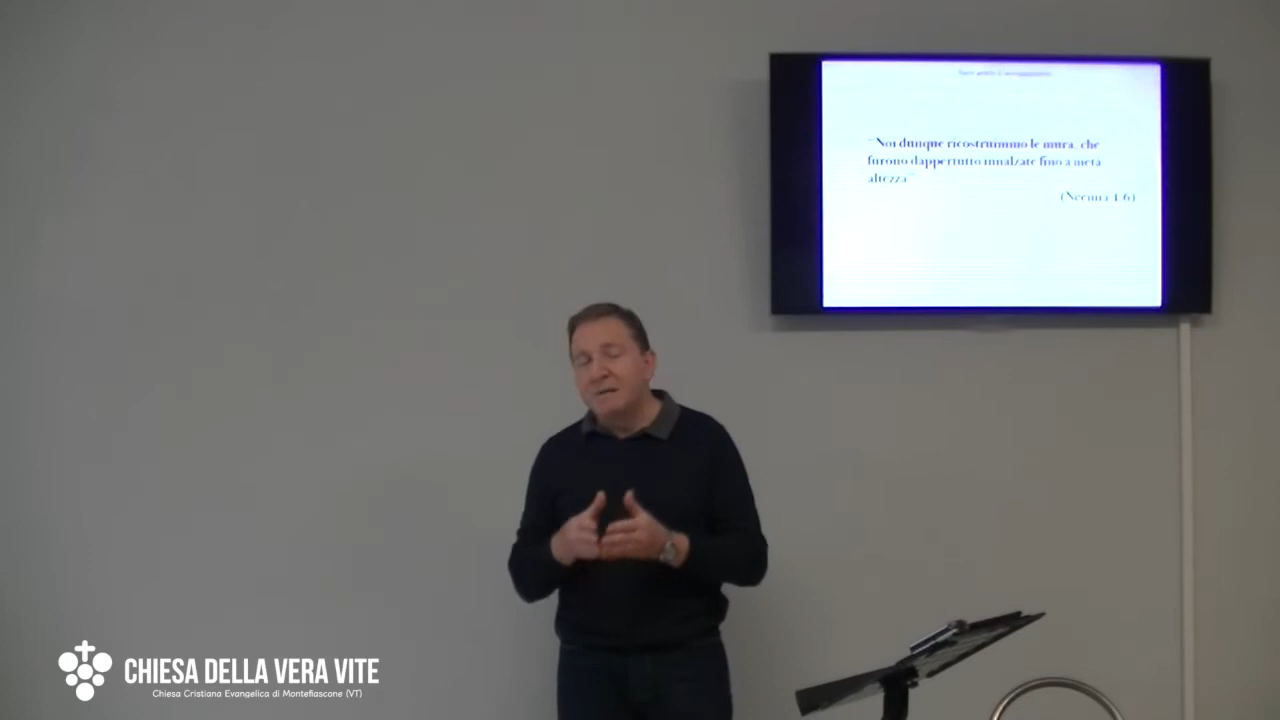 "Noi dunque ricostruimmo le mura, che
furono dappertutto innalzate fino a metà
altezza"
(Neemia 4:6)
CHIESA DELLA VERA VITE
Chiesa Cristiana Evangelica di Montefiascone (VT)